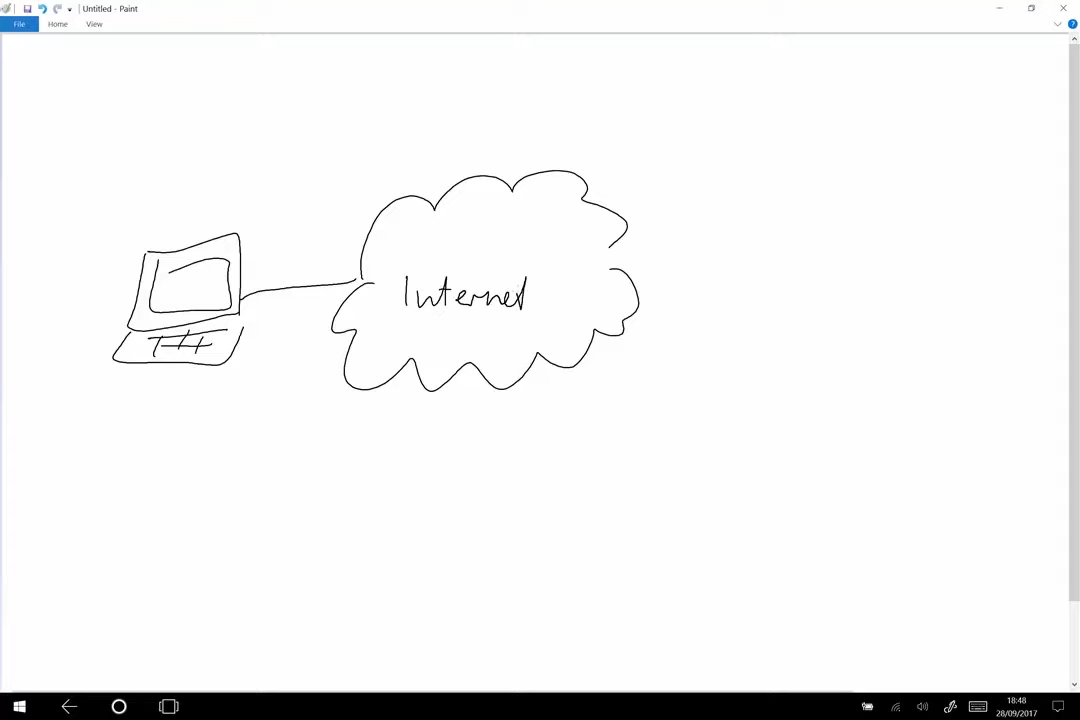 Untitled - Paint
File Home View
Internet
18:48
28/09/2017